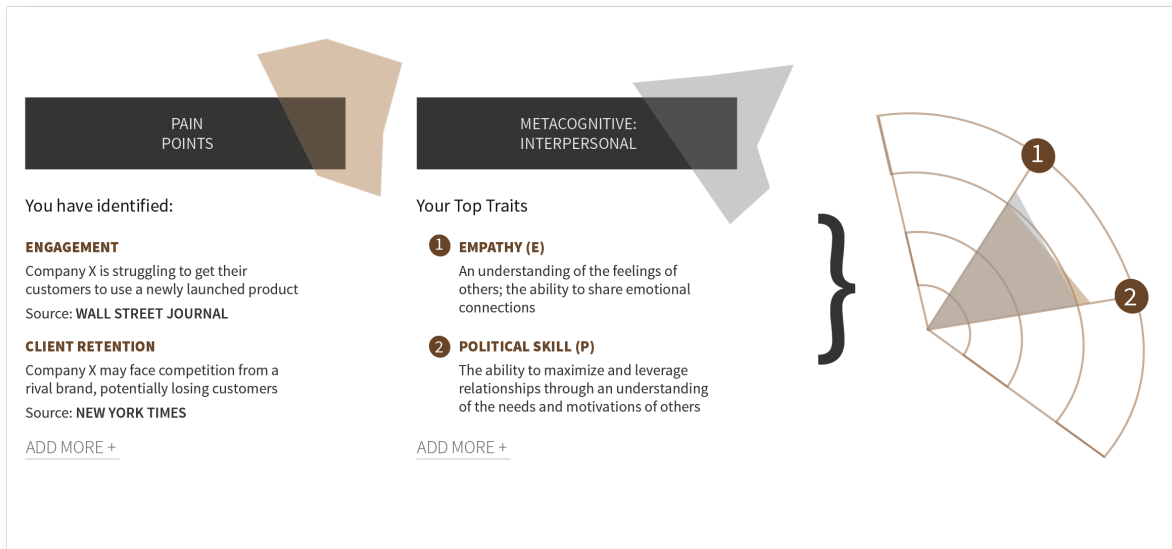 PAIN
POINTS
You have identified:
ENGAGEMENT
Company X is struggling to get their
customers to use a newly launched product
Source: WALL STREET JOURNAL
CLIENT RETENTION
Company X may face competition from a
rival brand, potentially losing customers
Source: NEW YORK TIMES
ADD MORE +
METACOGNITIVE:
INTERPERSONAL
Your Top Traits
1 EMPATHY (E)
An understanding of the feelings of
others; the ability to share emotional
connections
2 POLITICAL SKILL (P)
The ability to maximize and leverage
relationships through an understanding
of the needs and motivations of others
ADD MORE +
}
1
2